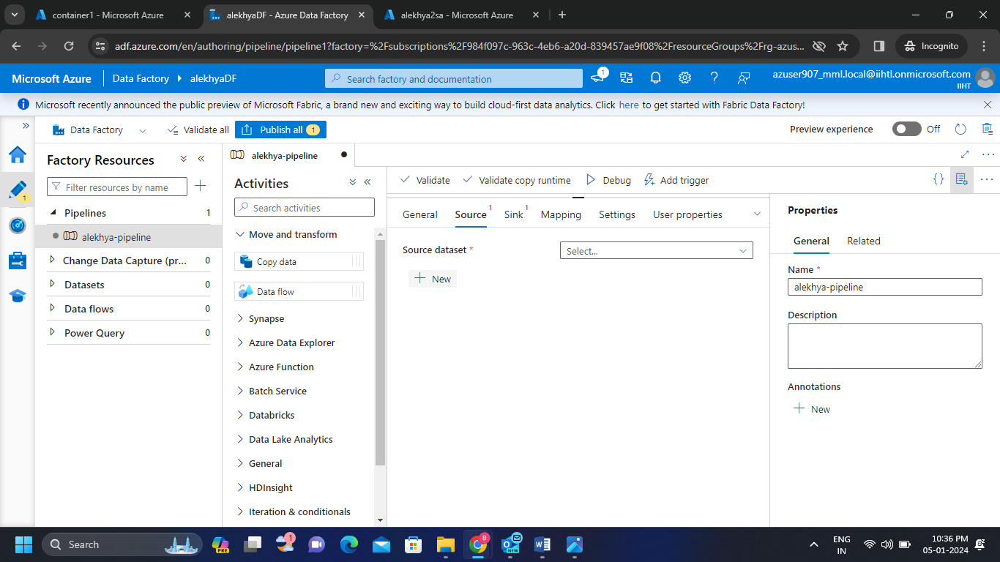 container1 - Microsoft Azure
alekhyaDF - Azure Data Factory
alekhya2sa - Microsoft Azure
adf.azure.com/en/authoring/pipeline/pipeline1?factory=%2Fsubscriptions%2F984f097c-963c-4eb6-a20d-839457ae9f08%2FresourceGroups%2Frg-azus...
Incognito
Microsoft Azure
Data Factory
alekhyaDF
Search factory and documentation
1
azuser907_mml.local@iihtl.onmicrosoft.com
IIHT
Microsoft recently announced the public preview of Microsoft Fabric, a brand new and exciting way to build cloud-first data analytics. Click here to get started with Fabric Data Factory!
Data Factory
Validate all
Publish all 1
Preview experience
Off
Factory Resources
Filter resources by name
1
Pipelines 1
alekhya-pipeline
Change Data Capture (pr... 0
Datasets 0
Data flows 0
Power Query 0
alekhya-pipeline
Activities
Search activities
Move and transform
Copy data
Data flow
Synapse
Azure Data Explorer
Azure Function
Batch Service
Databricks
Data Lake Analytics
General
HDInsight
Iteration & conditionals
Validate
Validate copy runtime
Debug
Add trigger
General
Source 1
Sink 1
Mapping
Settings
User properties
Source dataset *
Select...
New
Properties
General
Related
Name *
alekhya-pipeline
Description
Annotations
New
Search
PRE
1
8
NEW
ENG
IN
10:36 PM
05-01-2024